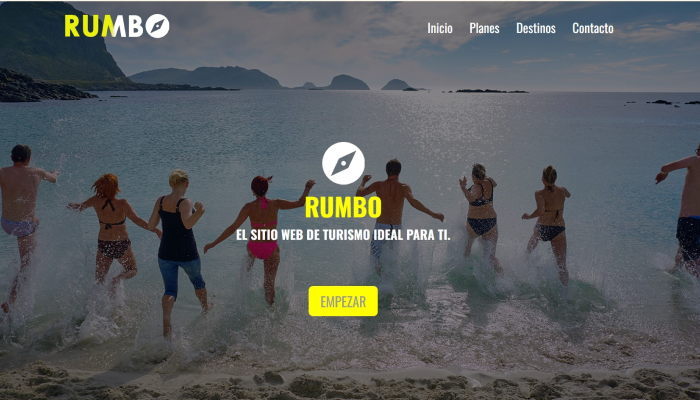 RUMBO
Inicio Planes Destinos Contacto
RUMBO
EL SITIO WEB DE TURISMO IDEAL PARA TI.
EMPEZAR